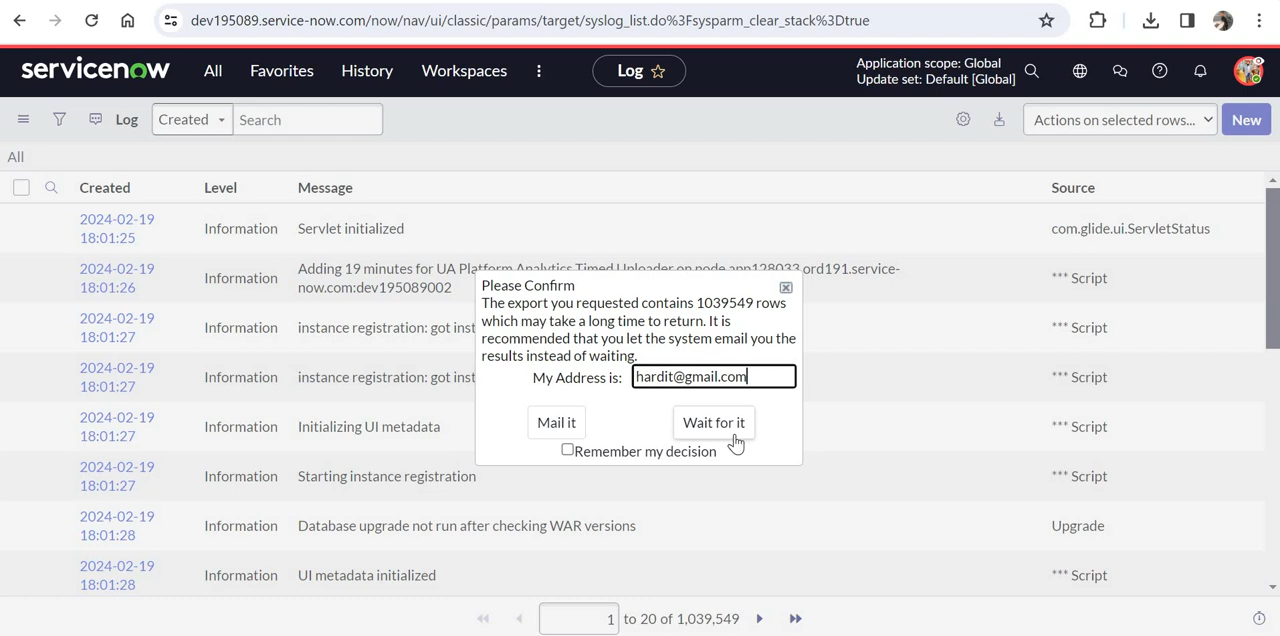 dev195089.service-now.com/now/nav/ui/classic/params/target/syslog_list.do%3Fsysparm_clear_stack%3Dtrue
servicenow All Favorites History Workspaces Log Application scope: Global
Update set: Default [Global]
Log Created Search Actions on selected rows... New
All
Created Level Message Source
2024-02-19
18:01:25 Information Servlet initialized com.glide.ui.ServletStatus
2024-02-19
18:01:26 Information Adding 19 minutes for UA Platform Analytics Timed Uploader on node app128033.ord191.service-
now.com:dev195089002 *** Script
2024-02-19
18:01:27 Information instance registration: got inst *** Script
2024-02-19
18:01:27 Information instance registration: got inst *** Script
2024-02-19
18:01:27 Information Initializing UI metadata *** Script
2024-02-19
18:01:27 Information Starting instance registration *** Script
2024-02-19
18:01:28 Information Database upgrade not run after checking WAR versions Upgrade
2024-02-19
18:01:28 Information UI metadata initialized *** Script
Please Confirm
The export you requested contains 1039549 rows
which may take a long time to return. It is
recommended that you let the system email you the
results instead of waiting.
My Address is: hardit@gmail.com
Mail it Wait for it
Remember my decision
1 to 20 of 1,039,549